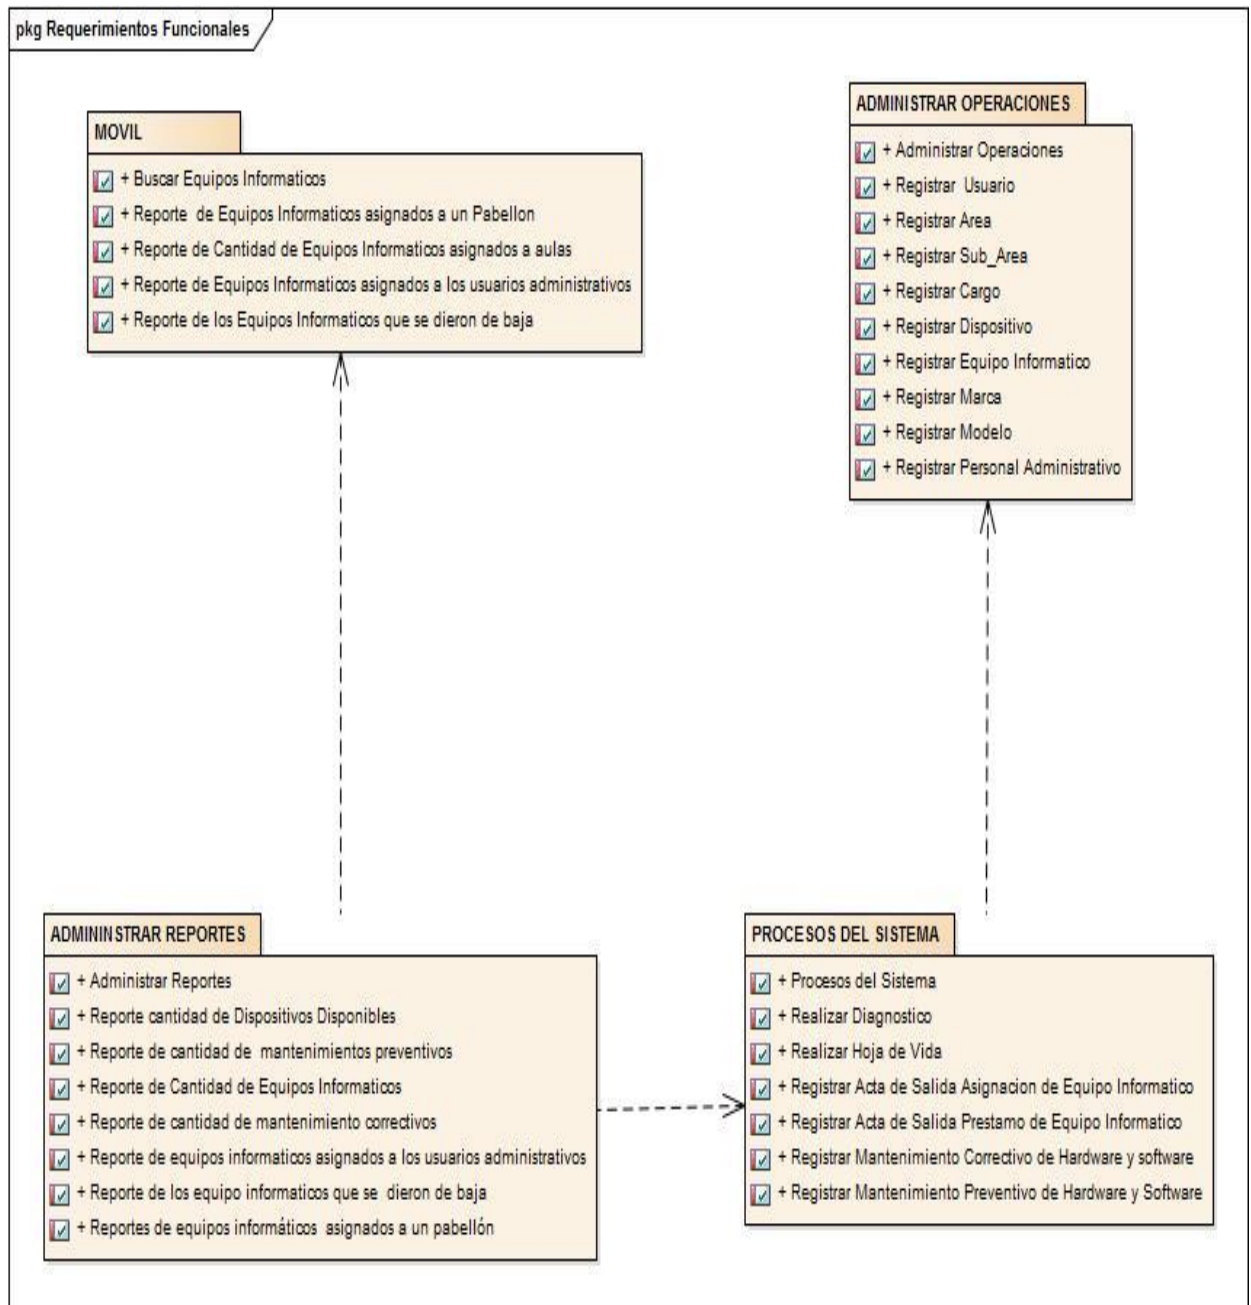 pkg Requerimientos Funcionales
MOVIL
+ Buscar Equipos Informaticos
+ Reporte de Equipos Informaticos asignados a un Pabellon
+ Reporte de Cantidad de Equipos Informaticos asignados a aulas
+ Reporte de Equipos Informaticos asignados a los usuarios administrativos
+ Reporte de los Equipos Informaticos que se dieron de baja
ADMINISTRAR OPERACIONES
+ Administrar Operaciones
+ Registrar Usuario
+ Registrar Area
+ Registrar Sub_Area
+ Registrar Cargo
+ Registrar Dispositivo
+ Registrar Equipo Informatico
+ Registrar Marca
+ Registrar Modelo
+ Registrar Personal Administrativo
ADMININSTRAR REPORTES
+ Administrar Reportes
+ Reporte cantidad de Dispositivos Disponibles
+ Reporte de cantidad de mantenimientos preventivos
+ Reporte de Cantidad de Equipos Informaticos
+ Reporte de cantidad de mantenimiento correctivos
+ Reporte de equipos informaticos asignados a los usuarios administrativos
+ Reporte de los equipo informaticos que se dieron de baja
+ Reportes de equipos informáticos asignados a un pabellón
PROCESOS DEL SISTEMA
+ Procesos del Sistema
+ Realizar Diagnostico
+ Realizar Hoja de Vida
+ Registrar Acta de Salida Asignacion de Equipo Informatico
+ Registrar Acta de Salida Prestamo de Equipo Informatico
+ Registrar Mantenimiento Correctivo de Hardware y software
+ Registrar Mantenimiento Preventivo de Hardware y Software